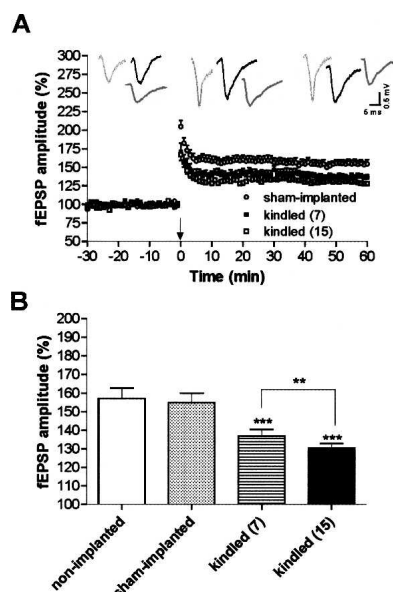 A
0.5 mV
5 ms
fEPSP amplitude (%)
300
275
250
225
200
175
150
125
100
75
50
-30
-20
-10
0
10
20
30
40
50
60
Time (min)
sham-implanted
kindled (7)
kindled (15)
B
fEPSP amplitude (%)
200
190
180
170
160
150
140
130
120
110
100
**
***
***
non-implanted
sham-implanted
kindled (7)
kindled (15)